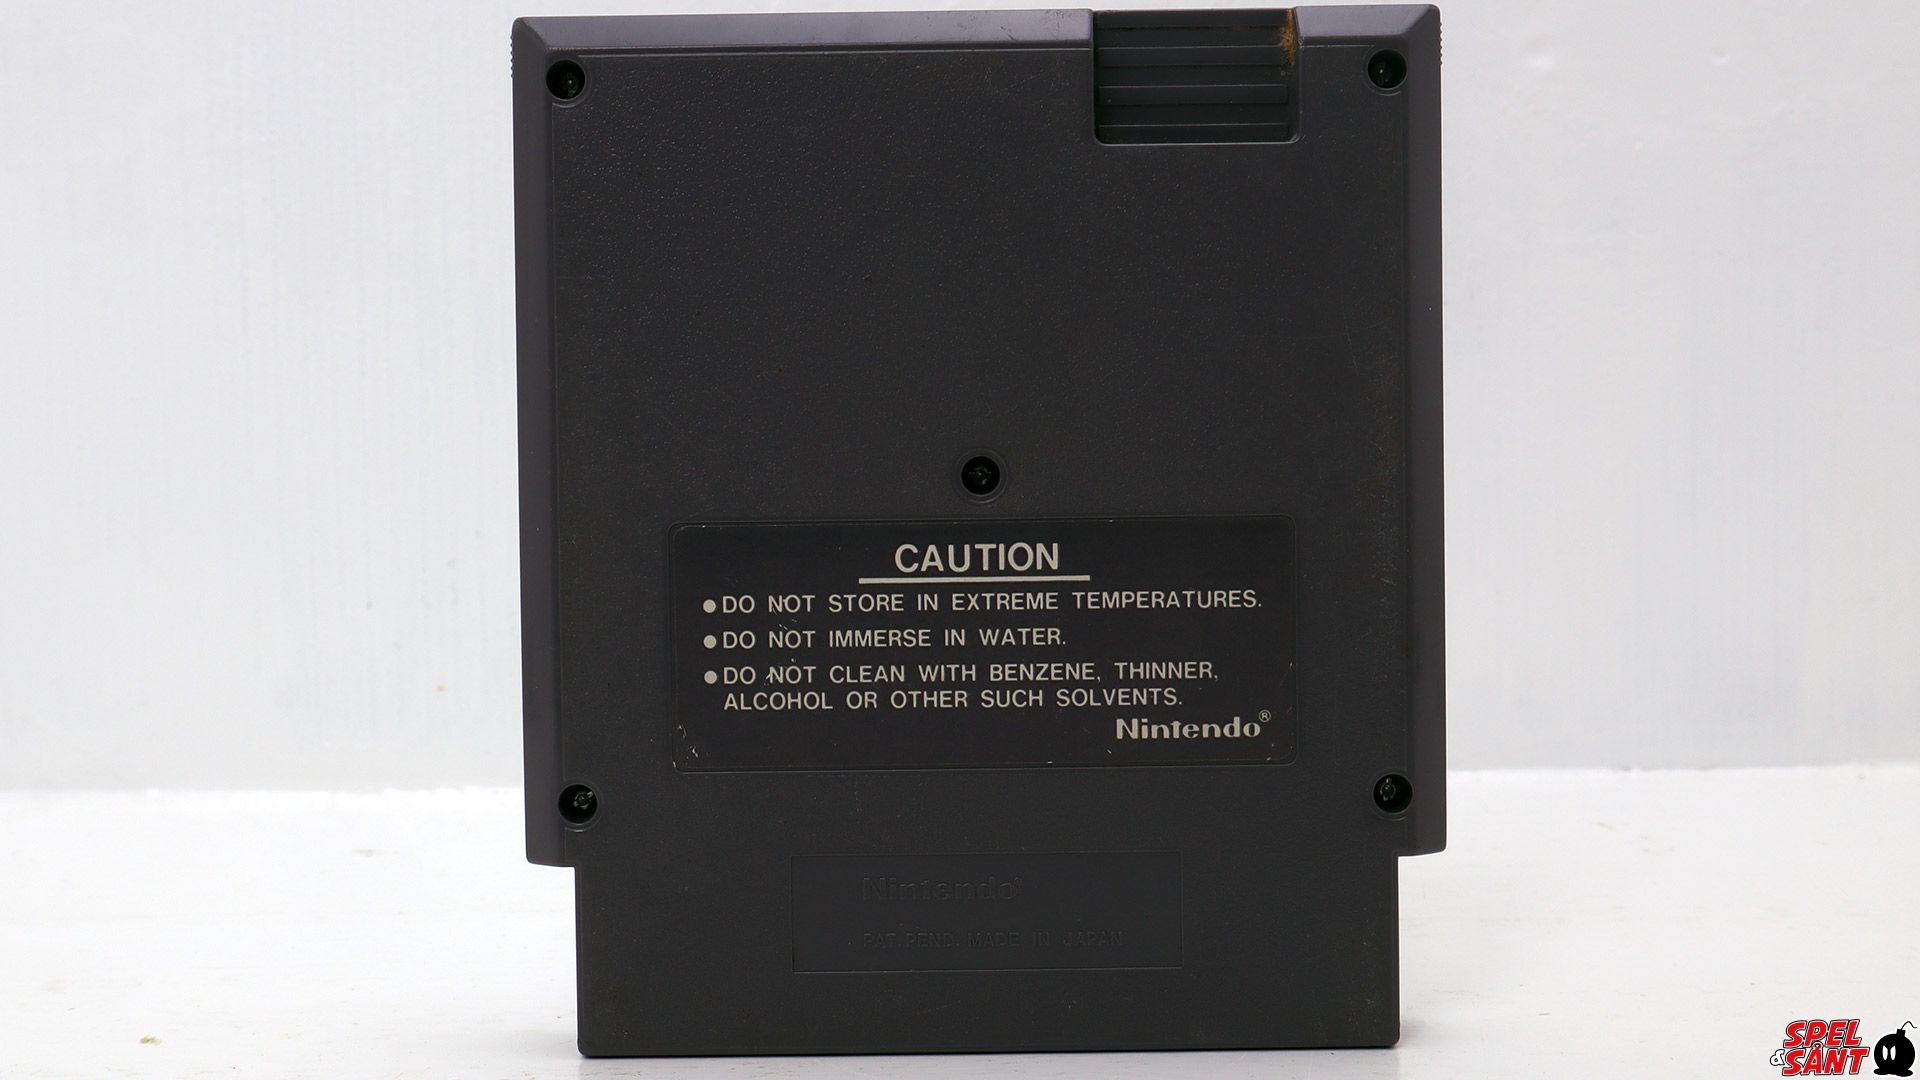 CAUTION
●DO NOT STORE IN EXTREME TEMPERATURES.
●DO NOT IMMERSE IN WATER.
●DO NOT CLEAN WITH BENZENE, THINNER,
ALCOHOL OR OTHER SUCH SOLVENTS.
Nintendo®
Nintendo®
PAT. PEND. MADE IN JAPAN
SPEL
& SÅNT